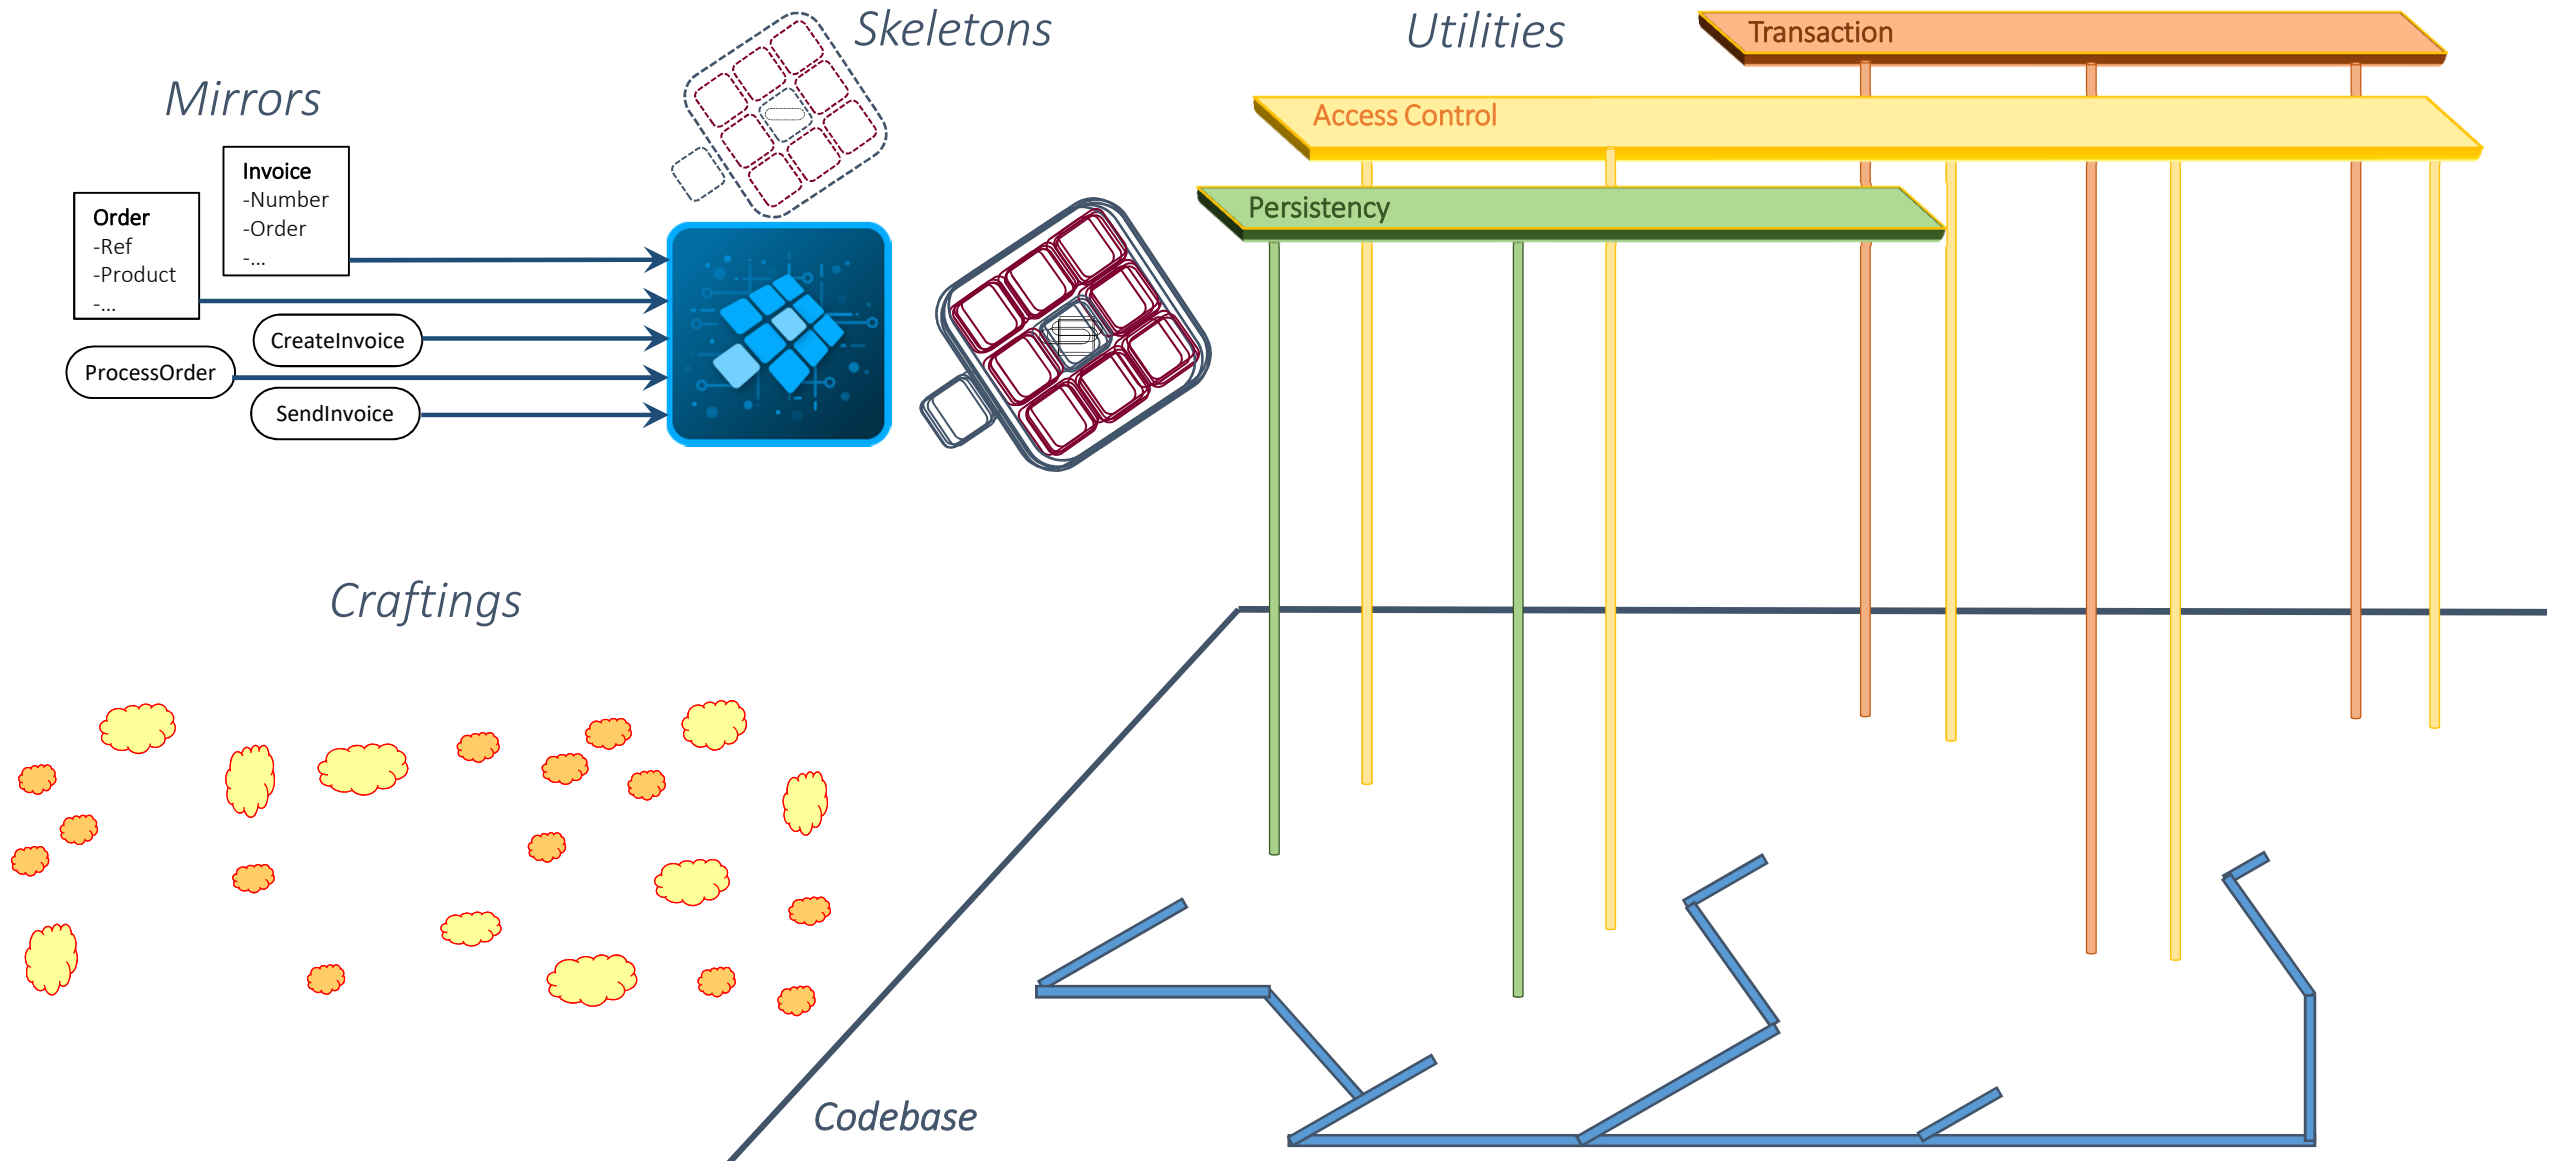 Skeletons
Utilities
Transaction
Mirrors
Access Control
Invoice
-Number
-Order
-...
Order
-Ref
-Product
-...
Persistency
CreateInvoice
ProcessOrder
SendInvoice
Craftings
Codebase